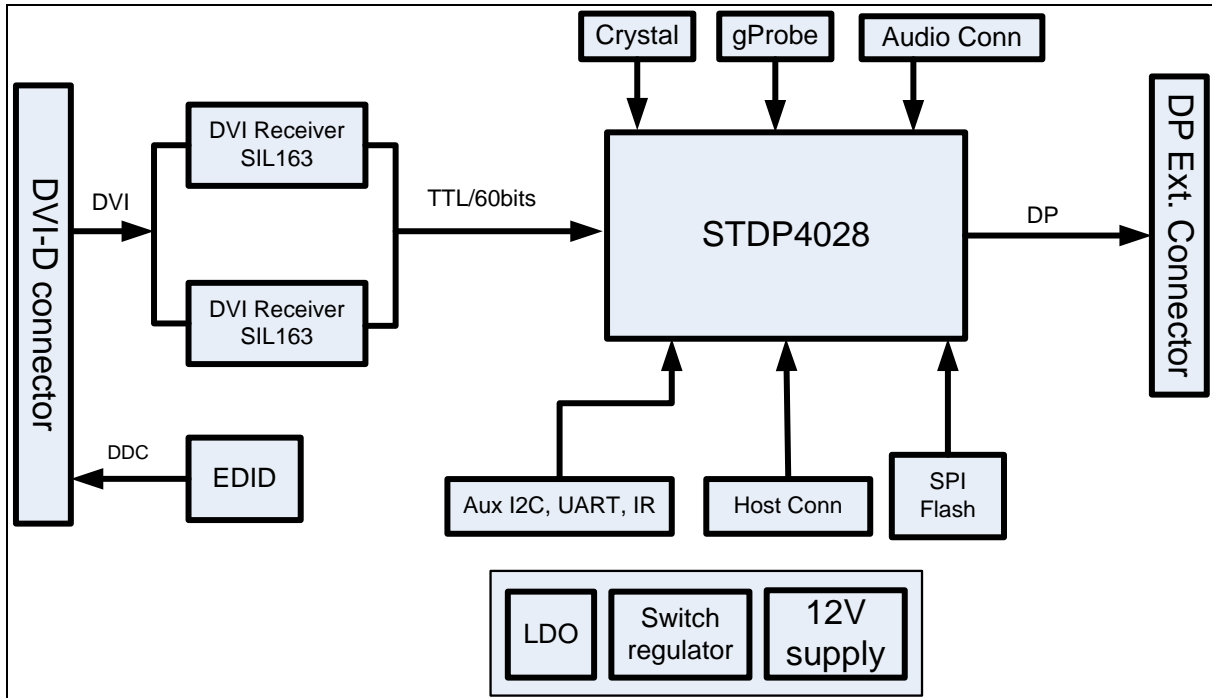 Crystal
gProbe
Audio Conn
DVI-D connector
DVI
DVI Receiver
SIL163
DVI Receiver
SIL163
TTL/60bits
STDP4028
DP
DP Ext. Connector
DDC
EDID
Aux I2C, UART, IR
Host Conn
SPI
Flash
LDO
Switch
regulator
12V
supply